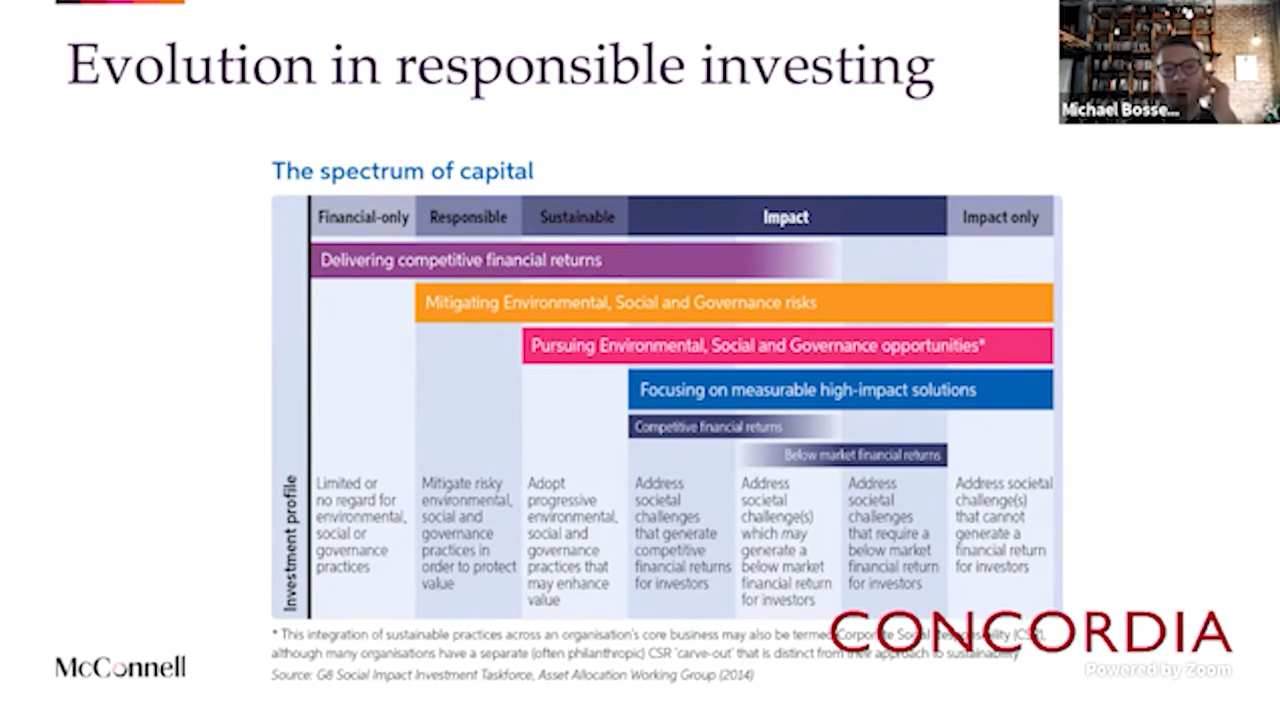 Evolution in responsible investing
Michael Bosse...
The spectrum of capital
Financial-only
Responsible
Sustainable
Impact
Impact only
Delivering competitive financial returns
Mitigating Environmental, Social and Governance risks
Pursuing Environmental, Social and Governance opportunities*
Focusing on measurable high-impact solutions
Competitive financial returns
Below market financial returns
Investment profile
Limited or
no regard for
environmental,
social or
governance
practices
Mitigate risky
environmental,
social and
governance
practices in
order to protect
value
Adopt
progressive
environmental,
social and
governance
practices that
may enhance
value
Address
societal
challenges
that generate
competitive
financial returns
for investors
Address
societal
challenge(s)
which may
generate a
below market
financial return
for investors
Address
societal
challenges
that require a
below market
financial return
for investors
Address societal
challenge(s)
that cannot
generate a
financial return
for investors
* This integration of sustainable practices across an organisation's core business may also be termed Corporate Social Responsibility (CSR),
although many organisations have a separate (often philanthropic) CSR 'carve-out' that is distinct from their approach to sustainability
Source: G8 Social Impact Investment Taskforce, Asset Allocation Working Group (2014)
McConnell
CONCORDIA
Powered by Zoom